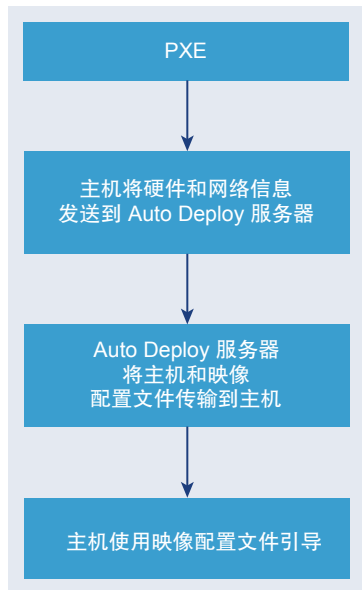 PXE
主机将硬件和网络信息
发送到 Auto Deploy 服务器
Auto Deploy 服务器
将主机和映像
配置文件传输到主机
主机使用映像配置文件引导